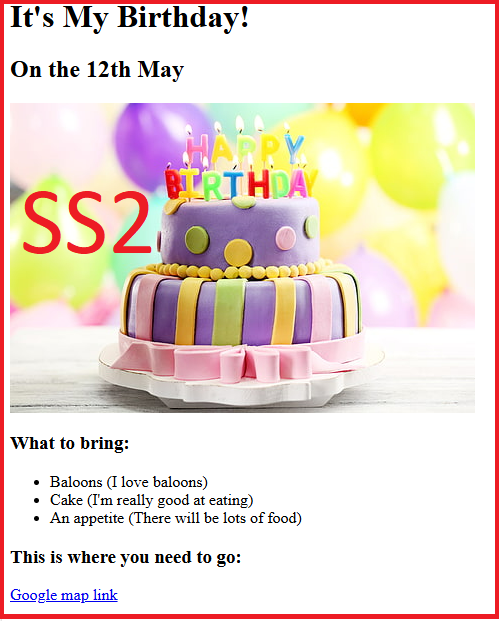 It's My Birthday!
On the 12th May
HAPPY
BIRTHDAY
SS2
What to bring:
Baloons (I love baloons)
Cake (I'm really good at eating)
An appetite (There will be lots of food)
This is where you need to go:
Google map link